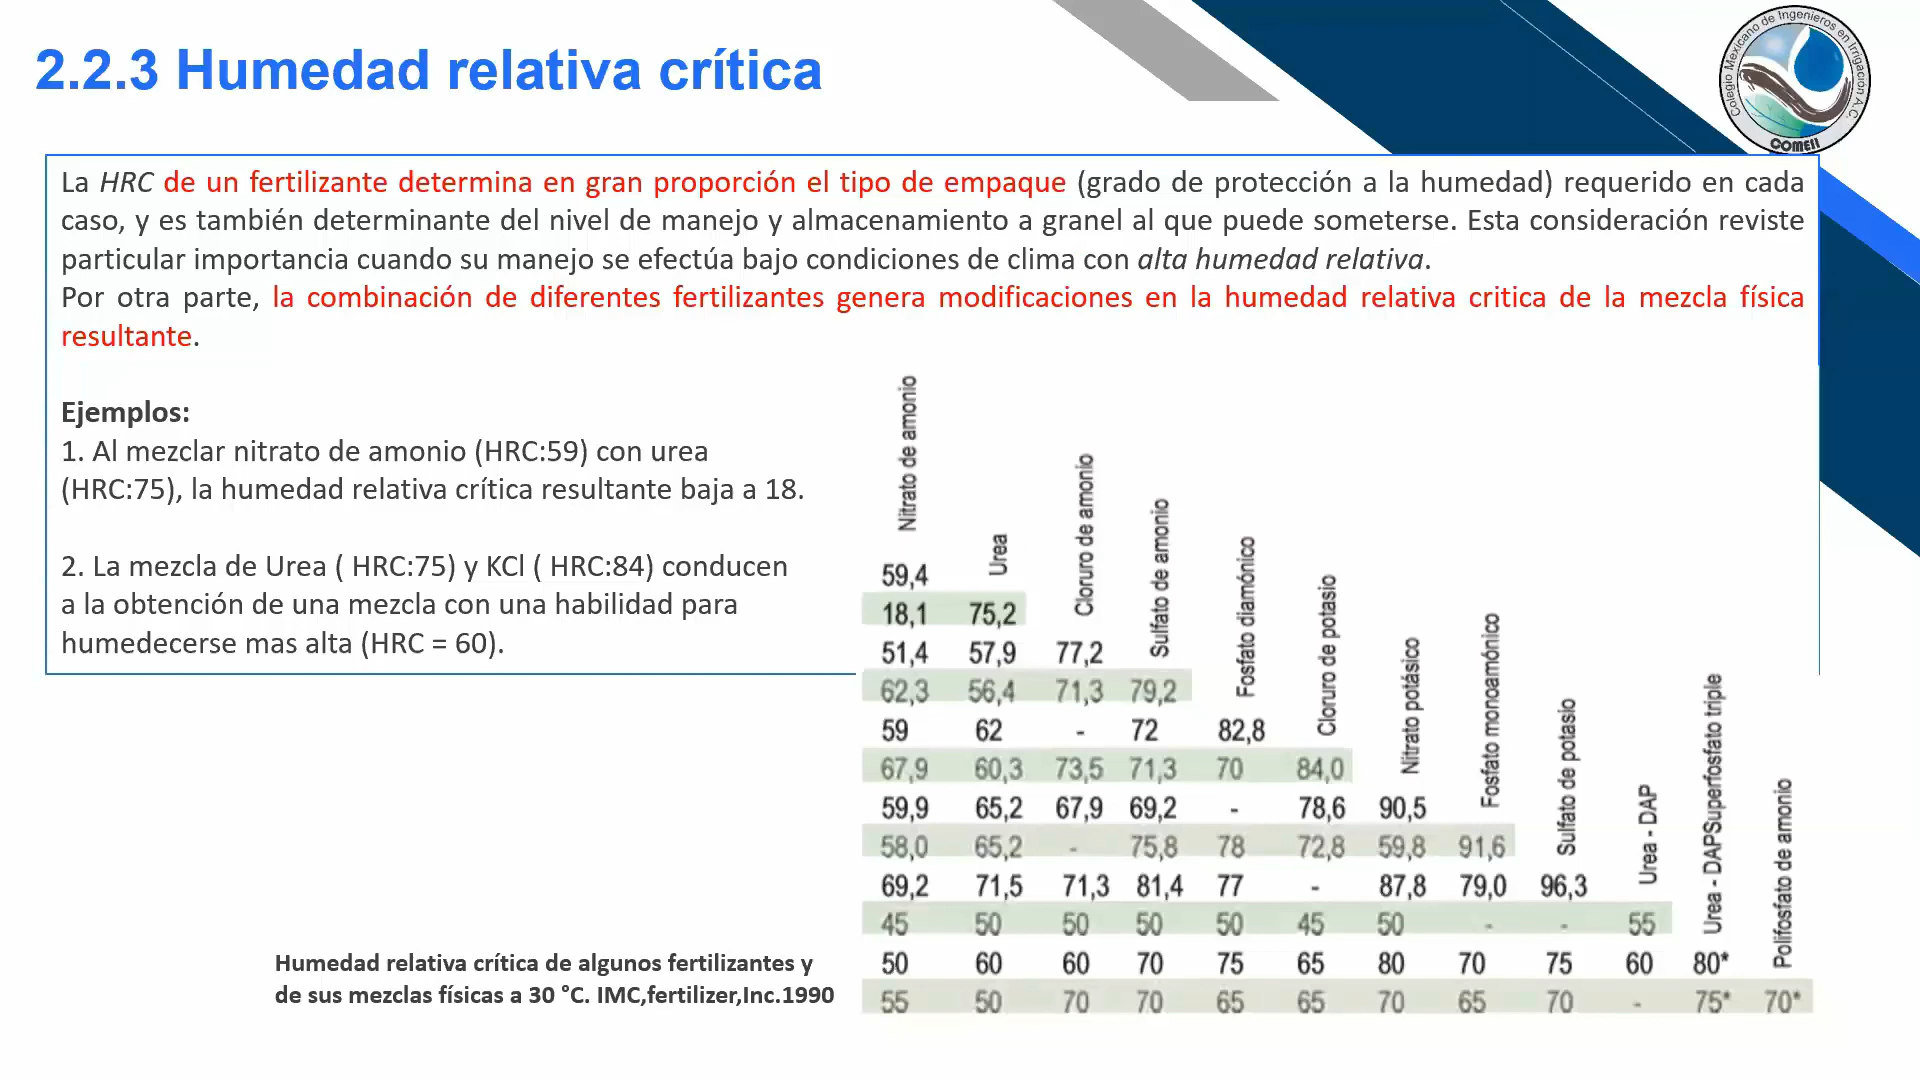 2.2.3 Humedad relativa crítica
Colegio Mexicano de Ingenieros en Irrigación A.C.
COMEII
La HRC de un fertilizante determina en gran proporción el tipo de empaque (grado de protección a la humedad) requerido en cada
caso, y es también determinante del nivel de manejo y almacenamiento a granel al que puede someterse. Esta consideración reviste
particular importancia cuando su manejo se efectúa bajo condiciones de clima con alta humedad relativa.
Por otra parte, la combinación de diferentes fertilizantes genera modificaciones en la humedad relativa critica de la mezcla física
resultante.
Ejemplos:
1. Al mezclar nitrato de amonio (HRC:59) con urea
(HRC:75), la humedad relativa crítica resultante baja a 18.
2. La mezcla de Urea ( HRC:75) y KCl ( HRC:84) conducen
a la obtención de una mezcla con una habilidad para
humedecerse mas alta (HRC = 60).
Nitrato de amonio
Urea
Cloruro de amonio
Sulfato de amonio
Fosfato diamónico
Cloruro de potasio
Nitrato potásico
Fosfato monoamónico
Sulfato de potasio
Urea - DAP
Urea - DAPSuperfosfato triple
Polifosfato de amonio
59,4
18,1 75,2
51,4 57,9 77,2
62,3 56,4 71,3 79,2
59 62 - 72 82,8
67,9 60,3 73,5 71,3 70 84,0
59,9 65,2 67,9 69,2 - 78,6 90,5
58,0 65,2 - 75,8 78 72,8 59,8 91,6
69,2 71,5 71,3 81,4 77 - 87,8 79,0 96,3
45 50 50 50 50 45 50 - - 55
50 60 60 70 75 65 80 70 75 60 80*
55 50 70 70 65 65 70 65 70 - 75* 70*
Humedad relativa crítica de algunos fertilizantes y
de sus mezclas físicas a 30 °C. IMC,fertilizer,Inc.1990